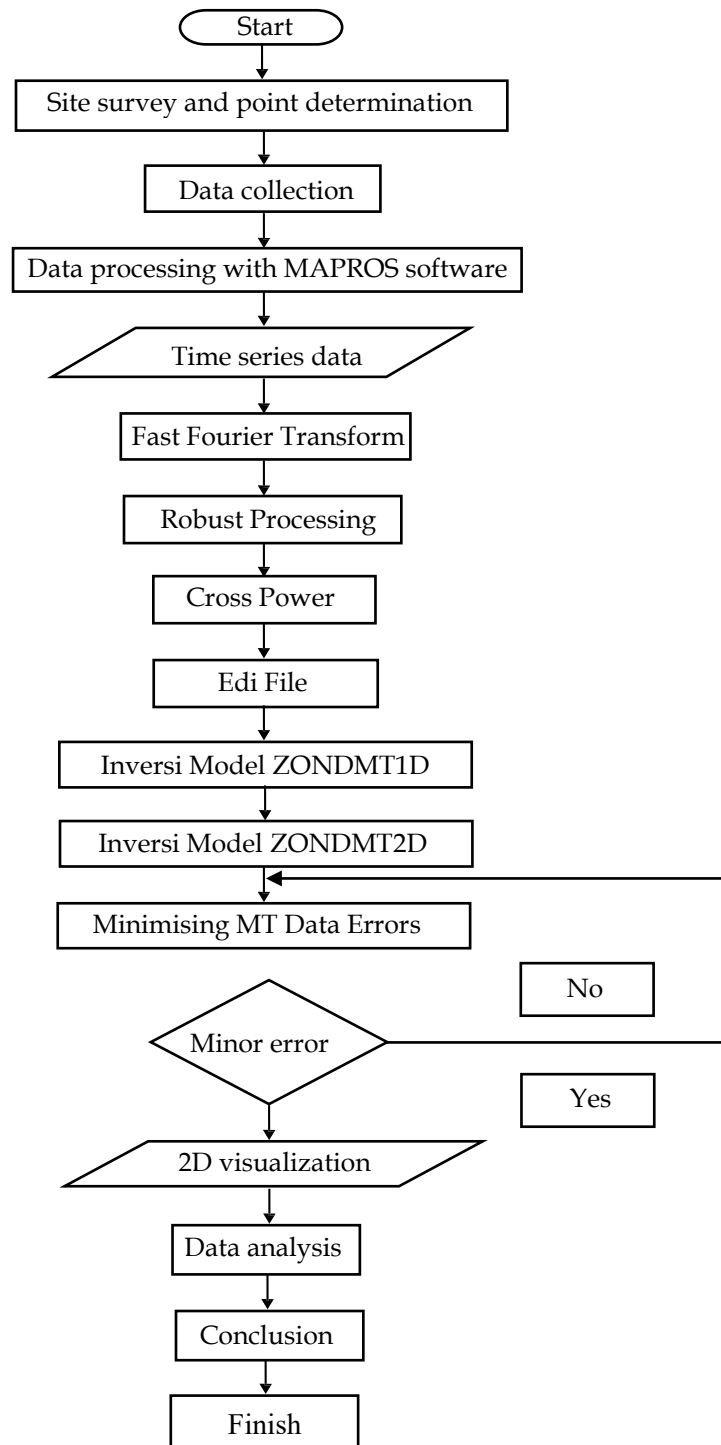 Start
Site survey and point determination
Data collection
Data processing with MAPROS software
Time series data
Fast Fourier Transform
Robust Processing
Cross Power
Edi File
Inversi Model ZONDMT1D
Inversi Model ZONDMT2D
Minimising MT Data Errors
No
Minor error
Yes
2D visualization
Data analysis
Conclusion
Finish